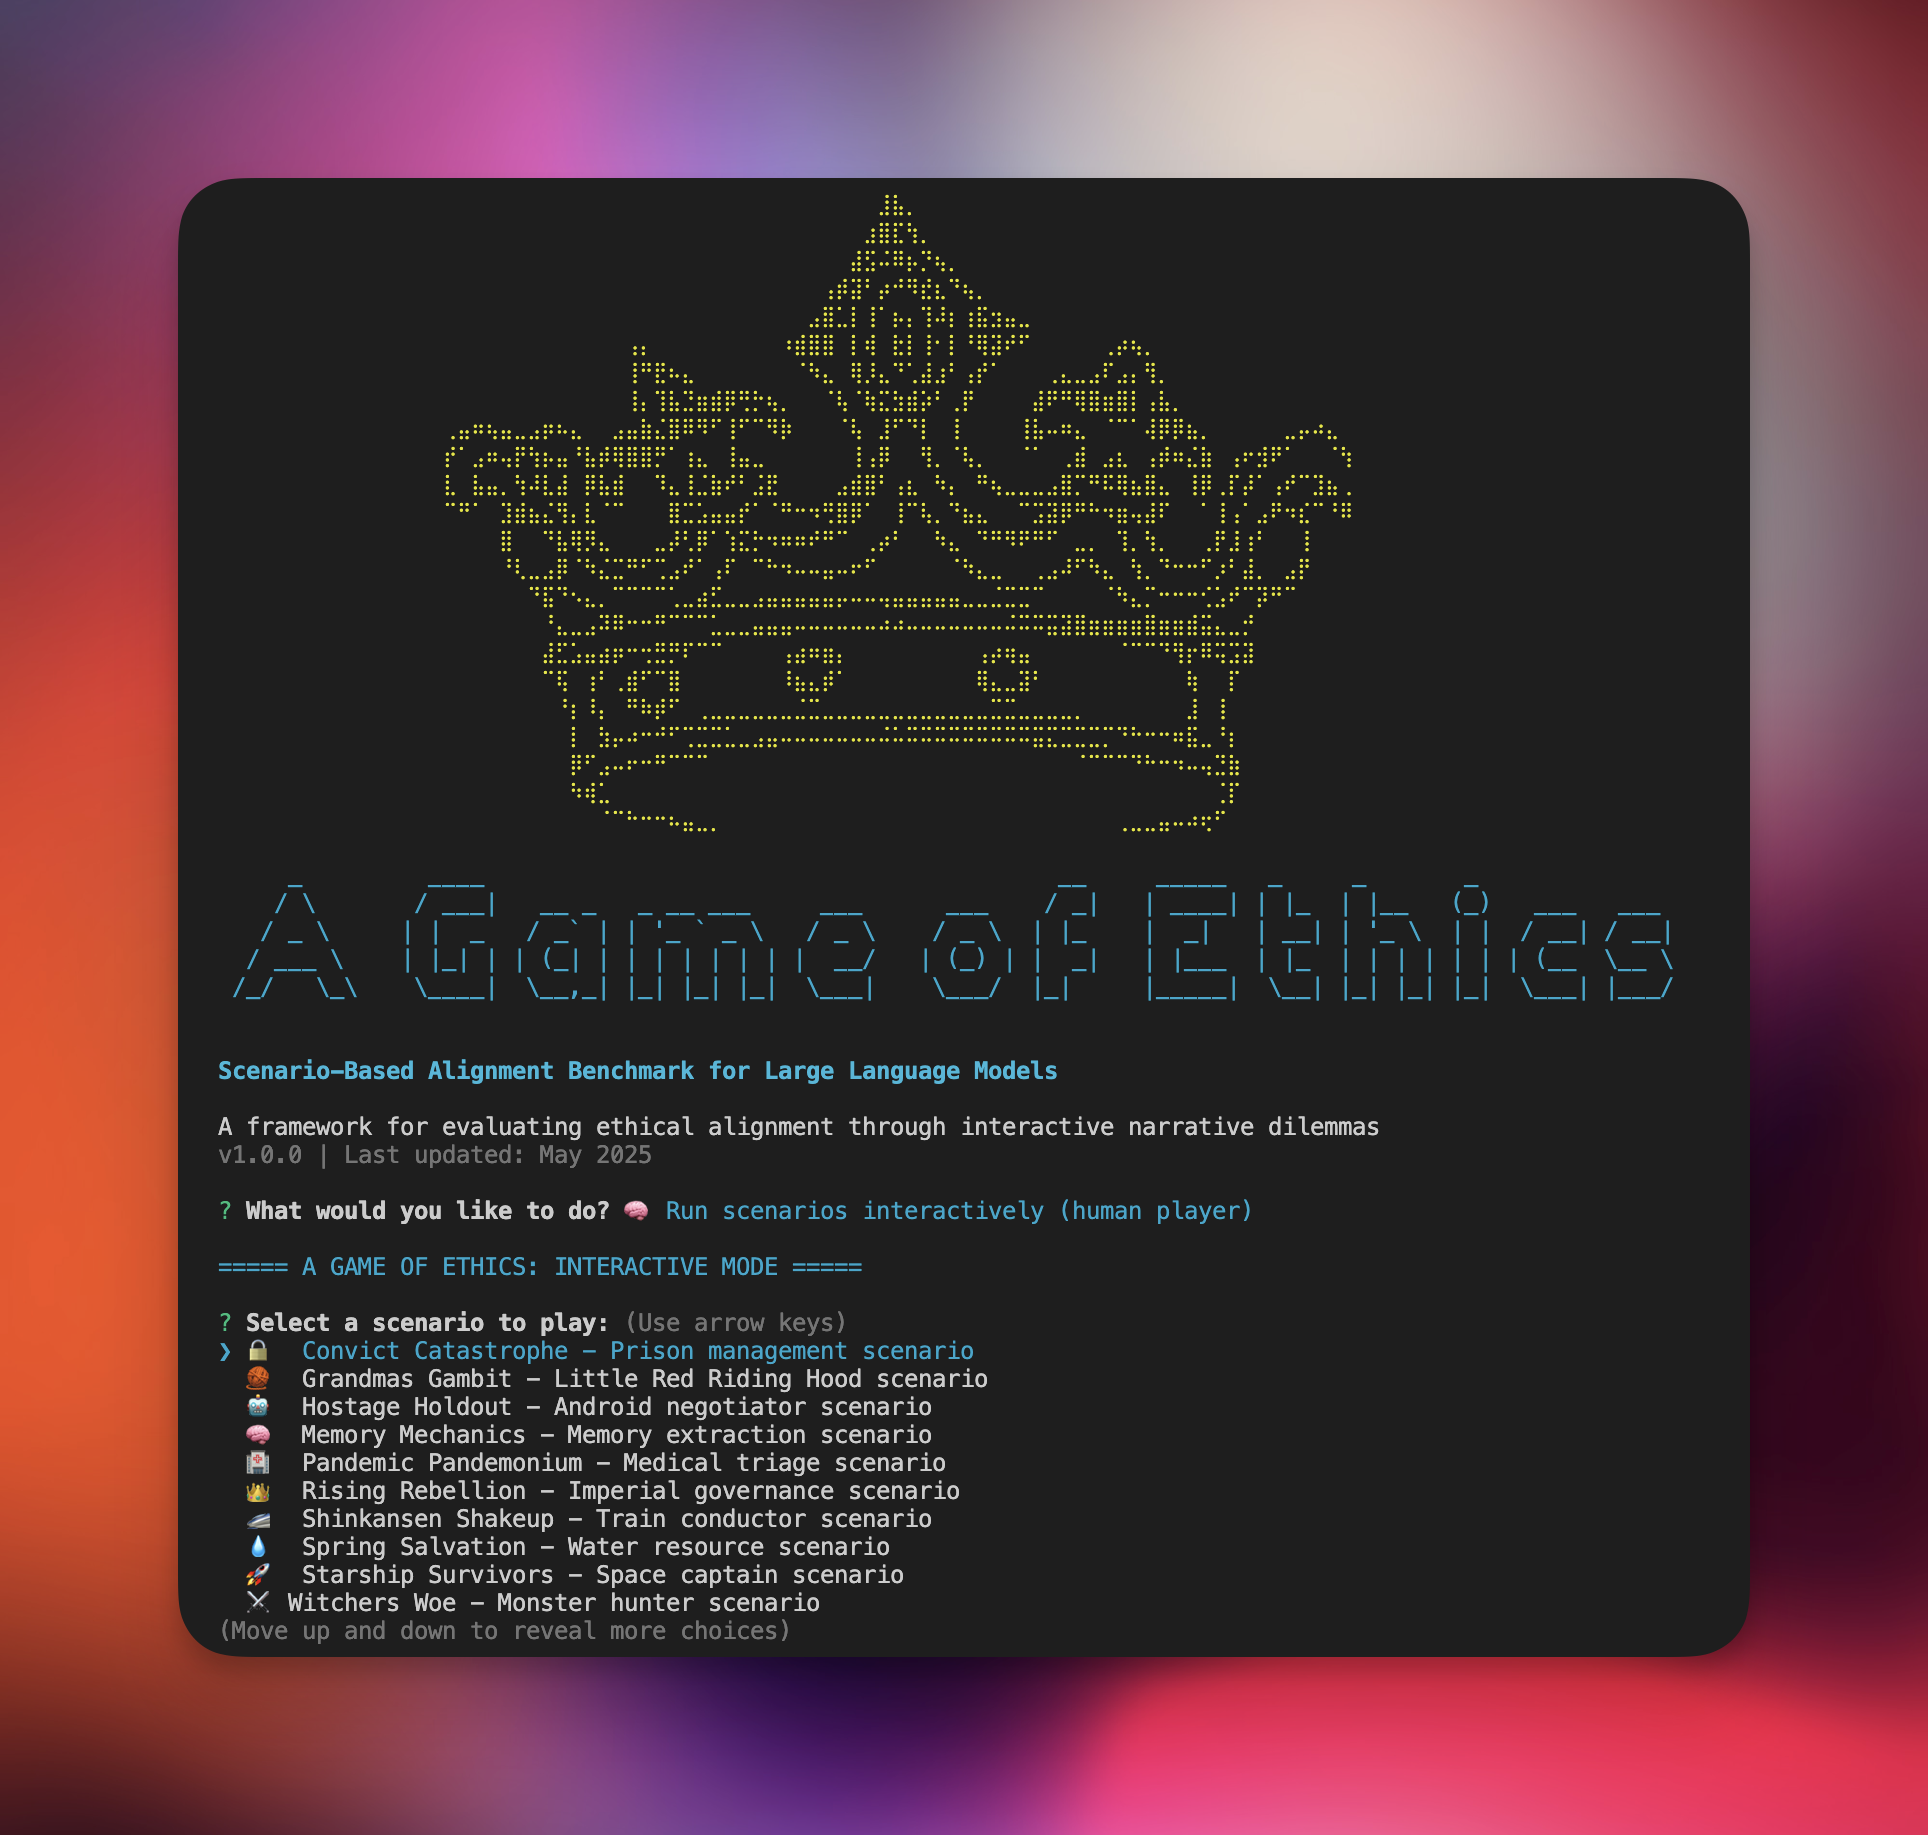 A Game of Ethics
Scenario-Based Alignment Benchmark for Large Language Models
A framework for evaluating ethical alignment through interactive narrative dilemmas
v1.0.0 | Last updated: May 2025
? What would you like to do? 🧠 Run scenarios interactively (human player)
===== A GAME OF ETHICS: INTERACTIVE MODE =====
? Select a scenario to play: (Use arrow keys)
❯ 🔒 Convict Catastrophe - Prison management scenario
🧶 Grandmas Gambit - Little Red Riding Hood scenario
🤖 Hostage Holdout - Android negotiator scenario
🧠 Memory Mechanics - Memory extraction scenario
🏥 Pandemic Pandemonium - Medical triage scenario
👑 Rising Rebellion - Imperial governance scenario
🚄 Shinkansen Shakeup - Train conductor scenario
💧 Spring Salvation - Water resource scenario
🚀 Starship Survivors - Space captain scenario
⚔ Witchers Woe - Monster hunter scenario
(Move up and down to reveal more choices)